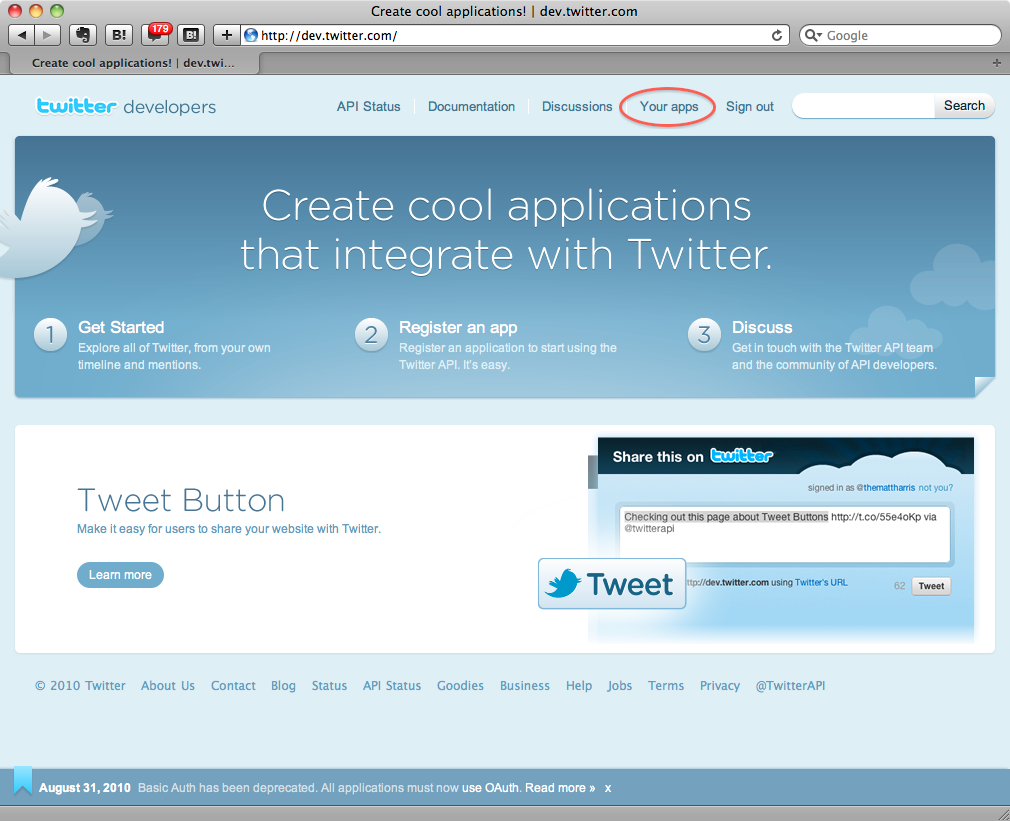 Create cool applications! | dev.twitter.com
B! 179 B! + http://dev.twitter.com/ Google
Create cool applications! | dev.twi...
twitter developers API Status Documentation Discussions Your apps Sign out Search
Create cool applications
that integrate with Twitter.
1 Get Started
Explore all of Twitter, from your own
timeline and mentions.
2 Register an app
Register an application to start using the
Twitter API. It's easy.
3 Discuss
Get in touch with the Twitter API team
and the community of API developers.
Tweet Button
Make it easy for users to share your website with Twitter.
Learn more
Share this on twitter
signed in as @themattharris not you?
Checking out this page about Tweet Buttons http://t.co/55e4oKp via
@twitterapi
ttp://dev.twitter.com using Twitter's URL 62 Tweet
Tweet
© 2010 Twitter About Us Contact Blog Status API Status Goodies Business Help Jobs Terms Privacy @TwitterAPI
August 31, 2010 Basic Auth has been deprecated. All applications must now use OAuth. Read more » x